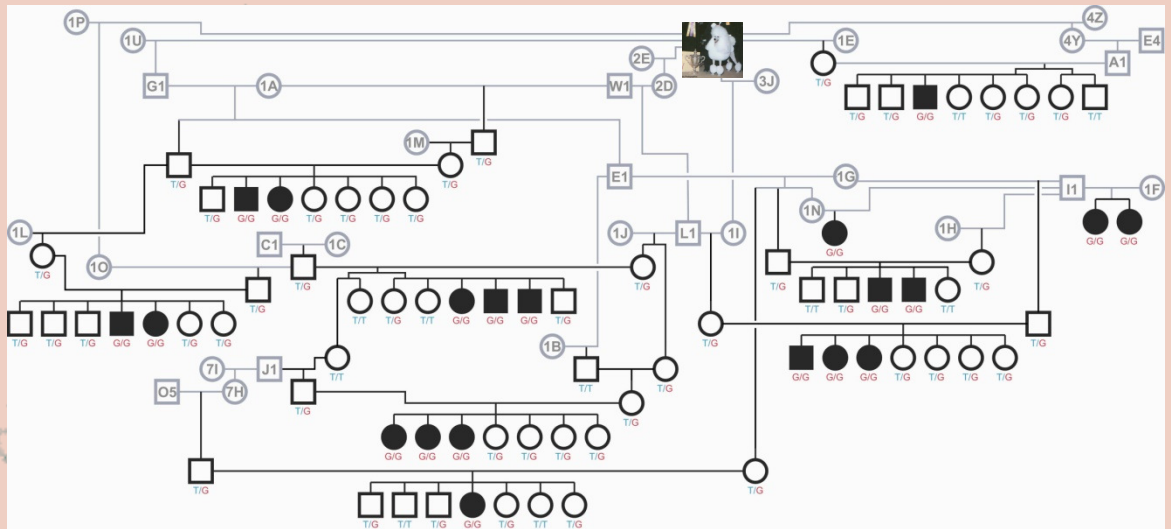 1P 4Z
1U 1E 4Y E4
2E A1
G1 1A W1 2D 3J
T/G
T/G T/G G/G T/T T/G T/G T/G T/T
1M
T/G
T/G T/G
E1 1G
I1 1F
T/G G/G G/G T/G T/G T/G T/G
1N
1L 1J L1 1I 1H
G/G G/G G/G
C1 1C
T/G 1O
T/G T/G T/G T/G
T/G
T/T T/G T/T G/G G/G G/G T/G
T/T T/G G/G G/G T/T
T/G T/G T/G G/G G/G T/G T/G
T/G T/G
1B
7I J1
T/T
G/G G/G G/G T/G T/G T/G T/G
T/T T/G
O5 7H
T/G T/G
G/G G/G G/G T/G T/G T/G T/G
T/G T/G
T/G T/T T/G G/G T/G T/T T/G